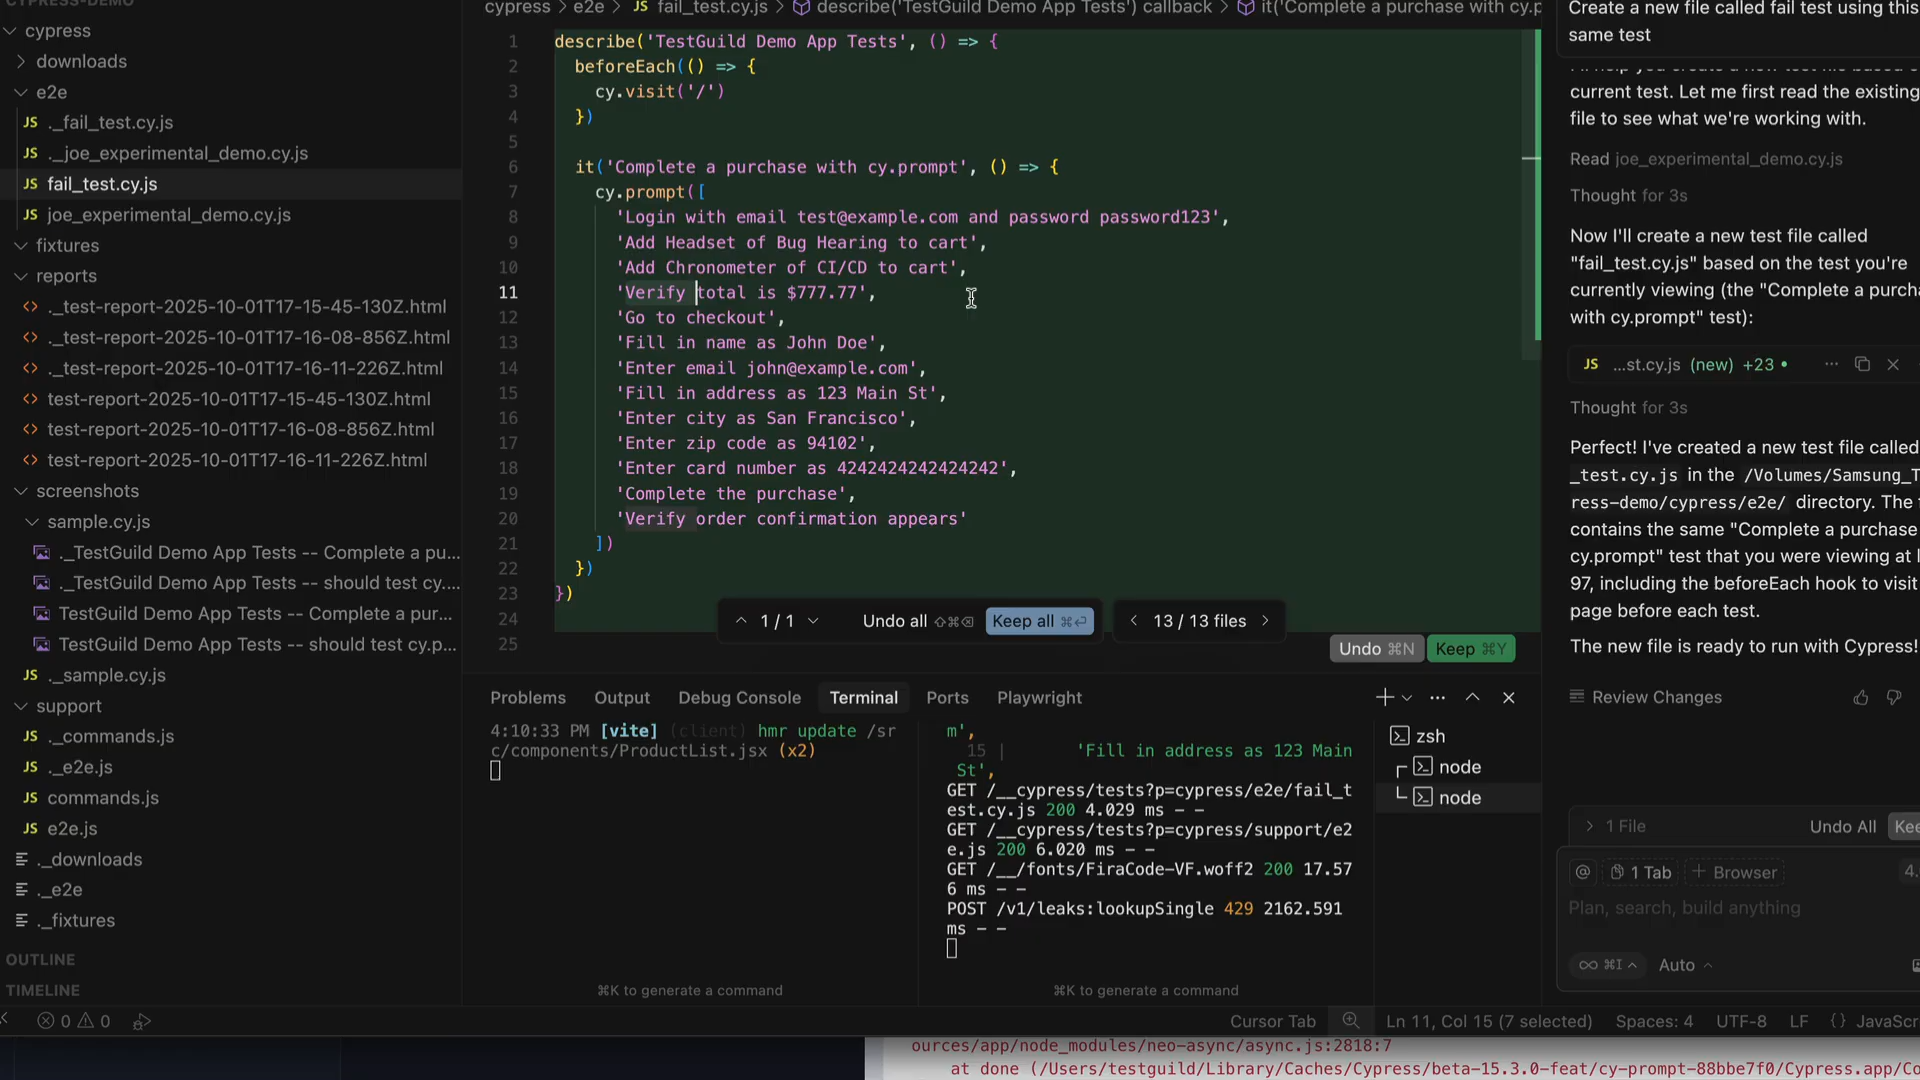 CYPRESS-DEMO
cypress
downloads
e2e
JS ._fail_test.cy.js
JS ._joe_experimental_demo.cy.js
fail_test.cy.js
JS joe_experimental_demo.cy.js
fixtures
reports
<> ._test-report-2025-10-01T17-15-45-130Z.html
<> ._test-report-2025-10-01T17-16-08-856Z.html
<> ._test-report-2025-10-01T17-16-11-226Z.html
<> test-report-2025-10-01T17-15-45-130Z.html
<> test-report-2025-10-01T17-16-08-856Z.html
<> test-report-2025-10-01T17-16-11-226Z.html
screenshots
sample.cy.js
._TestGuild Demo App Tests -- Complete a pu...
._TestGuild Demo App Tests -- should test cy....
TestGuild Demo App Tests -- Complete a pur...
TestGuild Demo App Tests -- should test cy.p...
JS ._sample.cy.js
support
JS ._commands.js
JS ._e2e.js
JS commands.js
JS e2e.js
._downloads
._e2e
._fixtures
OUTLINE
TIMELINE
cypress > e2e > JS fail_test.cy.js > describe('TestGuild Demo App Tests') callback > it('Complete a purchase with cy.p
1 describe('TestGuild Demo App Tests', () => {
2 beforeEach(() => {
3 cy.visit('/')
4 })
5
6 it('Complete a purchase with cy.prompt', () => {
7 cy.prompt([
8 'Login with email test@example.com and password password123',
9 'Add Headset of Bug Hearing to cart',
10 'Add Chronometer of CI/CD to cart',
11 'Verify total is $777.77',
12 'Go to checkout',
13 'Fill in name as John Doe',
14 'Enter email john@example.com',
15 'Fill in address as 123 Main St',
16 'Enter city as San Francisco',
17 'Enter zip code as 94102',
18 'Enter card number as 4242424242424242',
19 'Complete the purchase',
20 'Verify order confirmation appears'
21 ])
22 })
23 })
24
25
1 / 1 Undo all ⇧⌘⌫ Keep all ⌘⏎ < 13 / 13 files >
Undo ⌘N Keep ⌘Y
Problems Output Debug Console Terminal Ports Playwright
4:10:33 PM [vite] (client) hmr update /sr
c/components/ProductList.jsx (x2)
⌘K to generate a command
m',
15 | 'Fill in address as 123 Main
St',
GET /__cypress/tests?p=cypress/e2e/fail_t
est.cy.js 200 4.029 ms - -
GET /__cypress/tests?p=cypress/support/e2
e.js 200 6.020 ms - -
GET /__/fonts/FiraCode-VF.woff2 200 17.57
6 ms - -
POST /v1/leaks:lookupSingle 429 2162.591
ms - -
⌘K to generate a command
zsh
node
node
Create a new file called fail test using this
same test
current test. Let me first read the existing
file to see what we're working with.
Read joe_experimental_demo.cy.js
Thought for 3s
Now I'll create a new test file called
"fail_test.cy.js" based on the test you're
currently viewing (the "Complete a purcha
with cy.prompt" test):
JS ...st.cy.js (new) +23 •
Thought for 3s
Perfect! I've created a new test file called
_test.cy.js in the /Volumes/Samsung_T
ress-demo/cypress/e2e/ directory. The f
contains the same "Complete a purchase
cy.prompt" test that you were viewing at l
97, including the beforeEach hook to visit
page before each test.
The new file is ready to run with Cypress!
Review Changes
> 1 File Undo All Kee
@ 1 Tab + Browser 4.
Plan, search, build anything
∞ ⌘I Auto
0 0
Cursor Tab Ln 11, Col 15 (7 selected) Spaces: 4 UTF-8 LF {} JavaScr
ources/app/node_modules/neo-async/async.js:2818:7
at done (/Users/testguild/Library/Caches/Cypress/beta-15.3.0-feat/cy-prompt-88bbe7f0/Cypress.app/Co